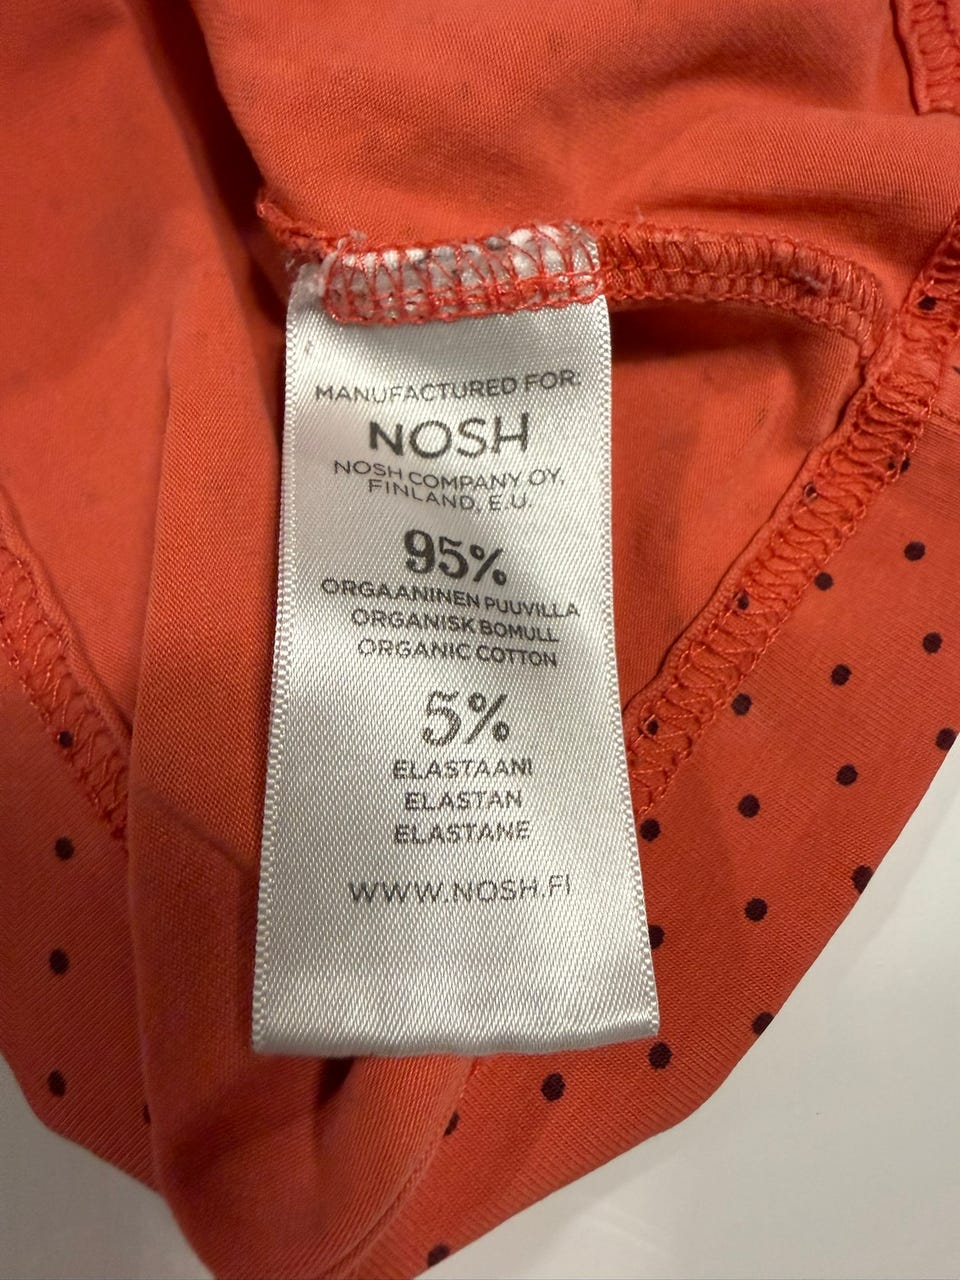 MANUFACTURED FOR:
NOSH
NOSH COMPANY OY,
FINLAND, E.U.
95%
ORGAANINEN PUUVILLA
ORGANISK BOMULL
ORGANIC COTTON
5%
ELASTAANI
ELASTAN
ELASTANE
WWW.NOSH.FI